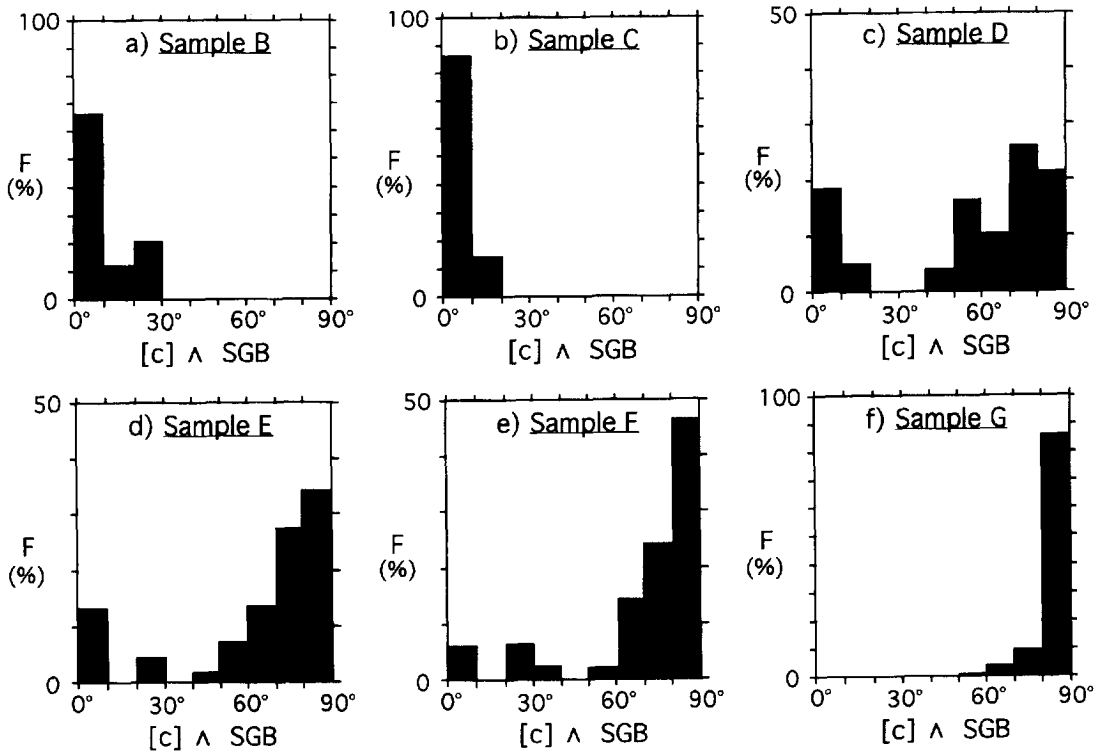 100
a) Sample B
F
(%)
0
0° 30° 60° 90°
[c] ∧ SGB
100
b) Sample C
F
(%)
0
0° 30° 60° 90°
[c] ∧ SGB
50
c) Sample D
F
(%)
0
0° 30° 60° 90°
[c] ∧ SGB
50
d) Sample E
F
(%)
0
0° 30° 60° 90°
[c] ∧ SGB
50
e) Sample F
F
(%)
0
0° 30° 60° 90°
[c] ∧ SGB
100
f) Sample G
F
(%)
0
0° 30° 60° 90°
[c] ∧ SGB